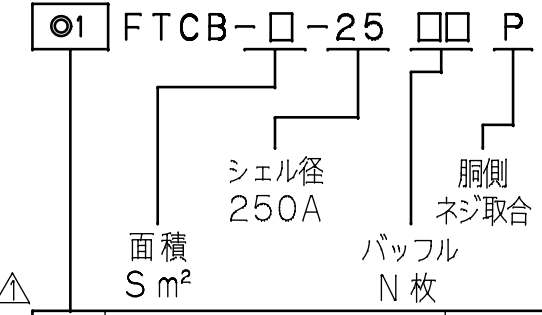 ◎1 FTCB-□-25 □□ P
シェル径
250A
胴側
ネジ取合
面積
S m²
バッフル
N 枚
1